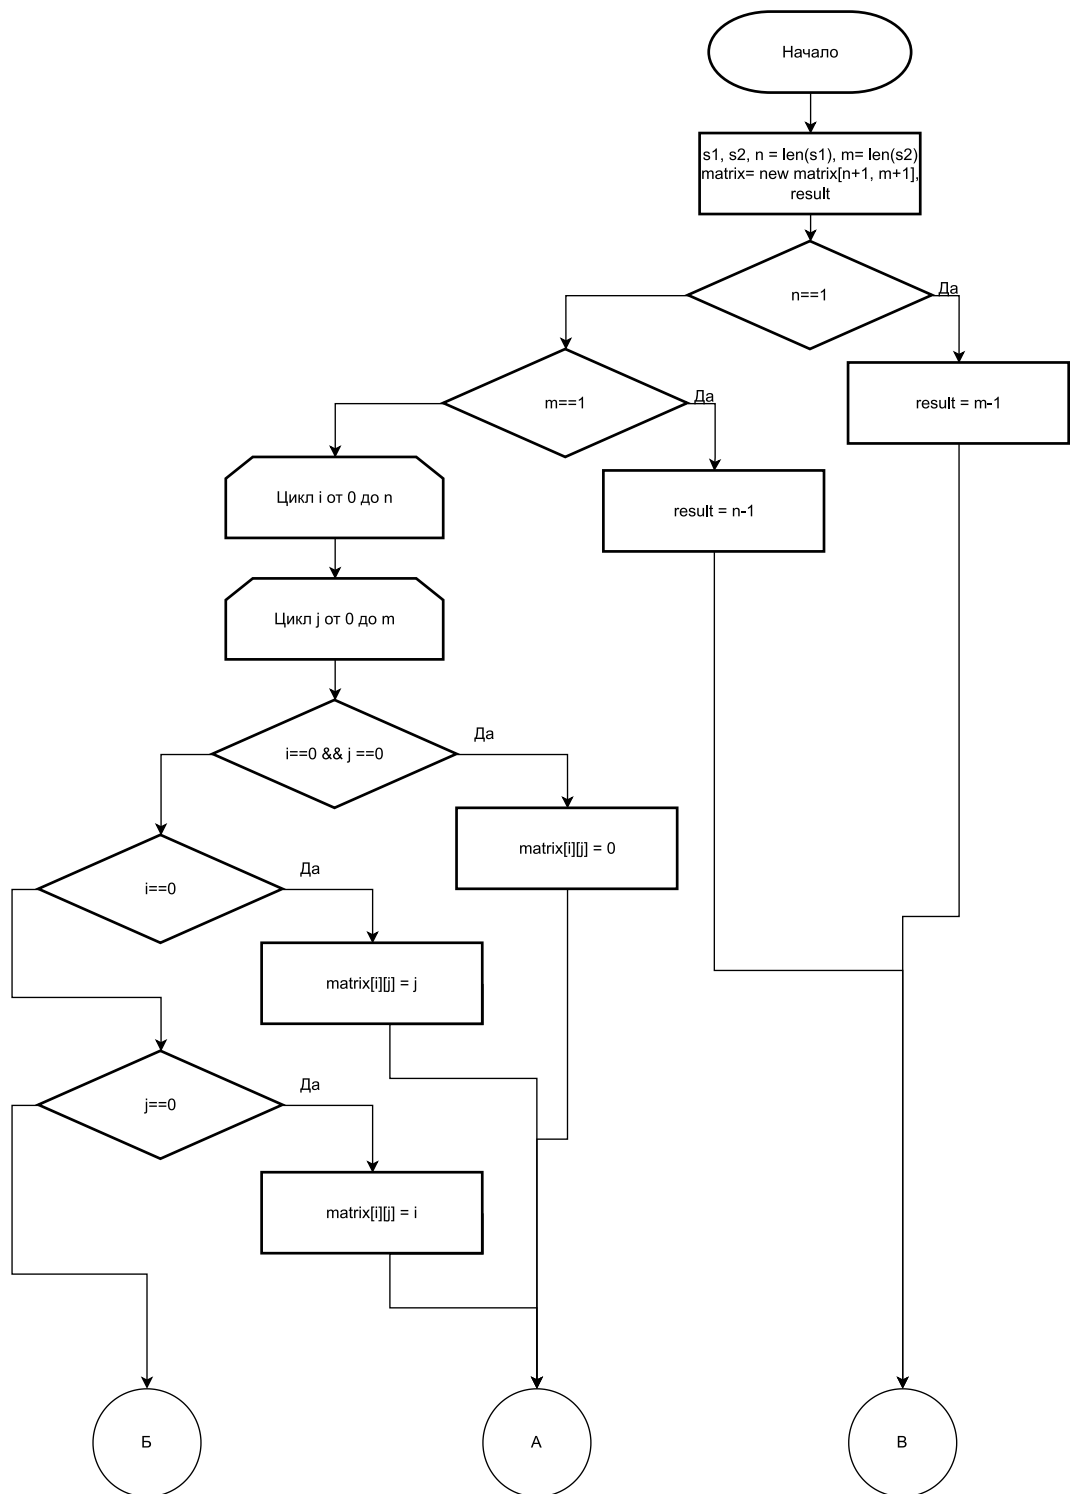 Начало
s1, s2, n = len(s1), m= len(s2)
matrix= new matrix[n+1, m+1],
result
n==1
Да
m==1
Да
result = m-1
Цикл i от 0 до n
result = n-1
Цикл j от 0 до m
i==0 && j ==0
Да
matrix[i][j] = 0
i==0
Да
matrix[i][j] = j
j==0
Да
matrix[i][j] = i
Б
А
В